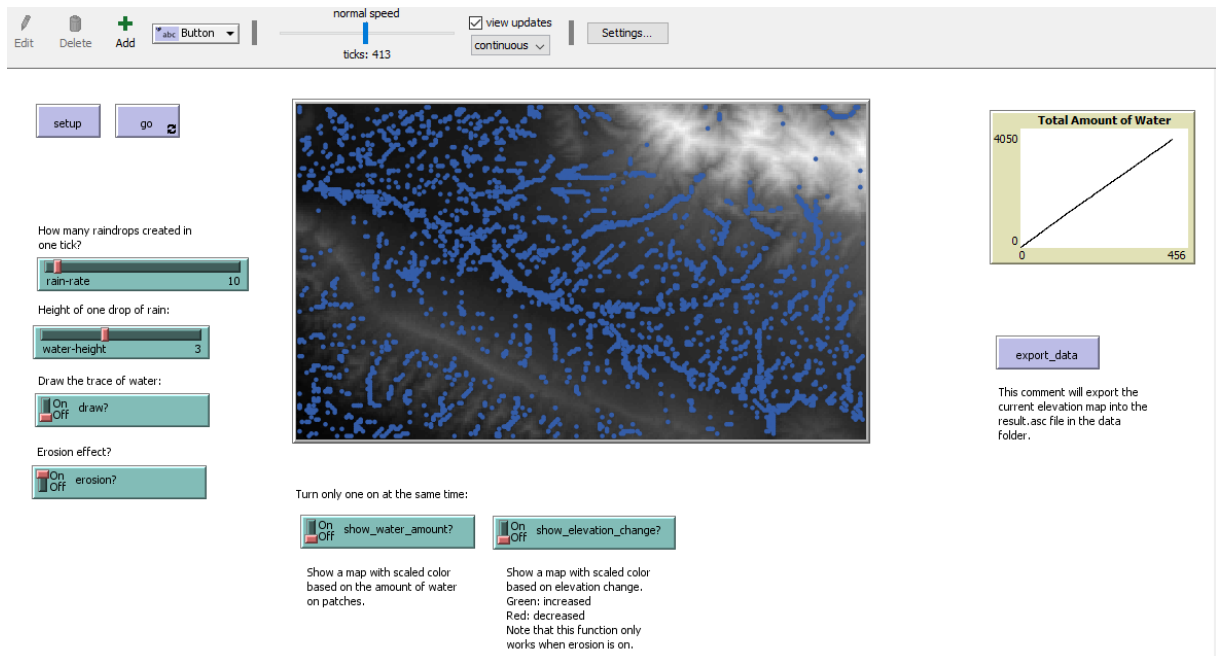 Edit
Delete
Add
abc Button
normal speed
ticks: 413
view updates
continuous
Settings...
setup
go
How many raindrops created in
one tick?
rain-rate 10
Height of one drop of rain:
water-height 3
Draw the trace of water:
On
Off
draw?
Erosion effect?
On
Off
erosion?
Turn only one on at the same time:
On
Off
show_water_amount?
Show a map with scaled color
based on the amount of water
on patches.
On
Off
show_elevation_change?
Show a map with scaled color
based on elevation change.
Green: increased
Red: decreased
Note that this function only
works when erosion is on.
Total Amount of Water
4050
0
0 456
export_data
This comment will export the
current elevation map into the
result.asc file in the data
folder.